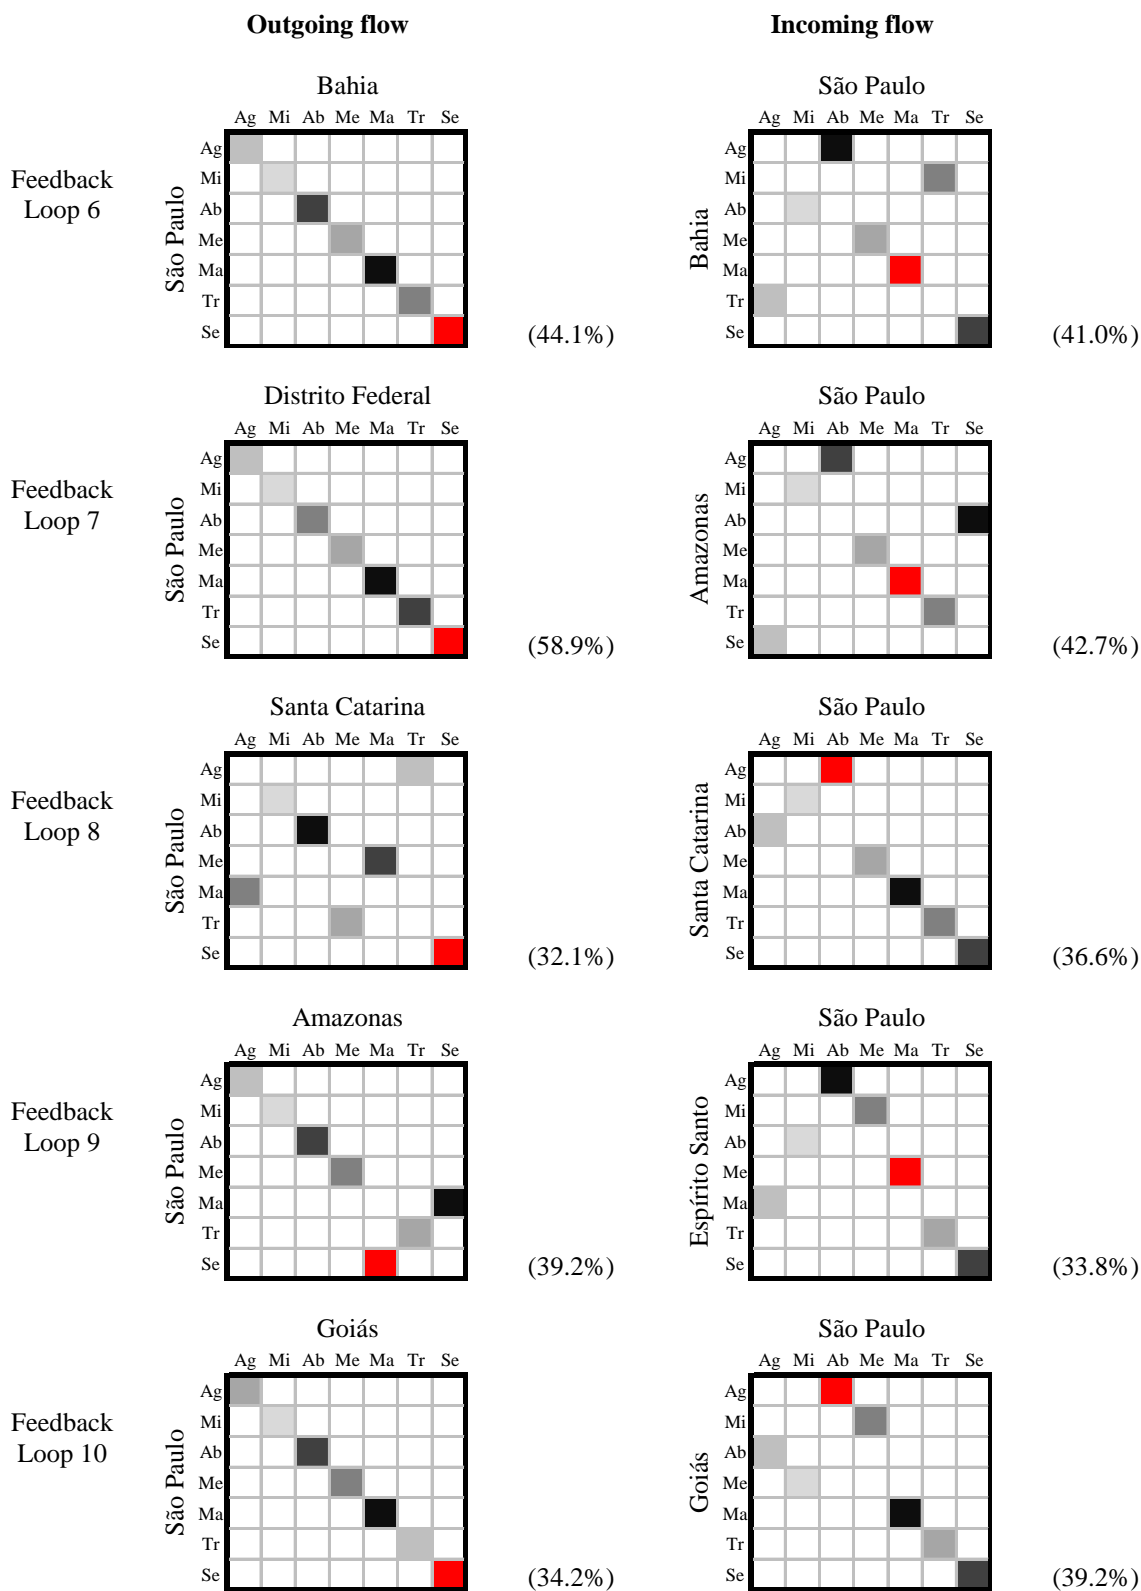 Outgoing flow Incoming flow
Bahia São Paulo
Ag Mi Ab Me Ma Tr Se Ag Mi Ab Me Ma Tr Se
Feedback
Loop 6
São Paulo
Ag
Mi
Ab
Me
Ma
Tr
Se
(44.1%)
Bahia
Ag
Mi
Ab
Me
Ma
Tr
Se
(41.0%)
Distrito Federal São Paulo
Ag Mi Ab Me Ma Tr Se Ag Mi Ab Me Ma Tr Se
Feedback
Loop 7
São Paulo
Ag
Mi
Ab
Me
Ma
Tr
Se
(58.9%)
Amazonas
Ag
Mi
Ab
Me
Ma
Tr
Se
(42.7%)
Santa Catarina São Paulo
Ag Mi Ab Me Ma Tr Se Ag Mi Ab Me Ma Tr Se
Feedback
Loop 8
São Paulo
Ag
Mi
Ab
Me
Ma
Tr
Se
(32.1%)
Santa Catarina
Ag
Mi
Ab
Me
Ma
Tr
Se
(36.6%)
Amazonas São Paulo
Ag Mi Ab Me Ma Tr Se Ag Mi Ab Me Ma Tr Se
Feedback
Loop 9
São Paulo
Ag
Mi
Ab
Me
Ma
Tr
Se
(39.2%)
Espírito Santo
Ag
Mi
Ab
Me
Ma
Tr
Se
(33.8%)
Goiás São Paulo
Ag Mi Ab Me Ma Tr Se Ag Mi Ab Me Ma Tr Se
Feedback
Loop 10
São Paulo
Ag
Mi
Ab
Me
Ma
Tr
Se
(34.2%)
Goiás
Ag
Mi
Ab
Me
Ma
Tr
Se
(39.2%)